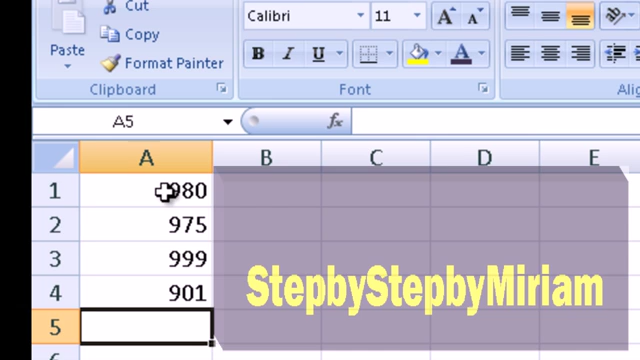 Cut
Calibri 11 A A
Copy
Paste
Format Painter
B I U A
Clipboard Font
A5 fx
A B C D E
1 980
2 975
3 999
4 901
StepbyStepbyMiriam
5